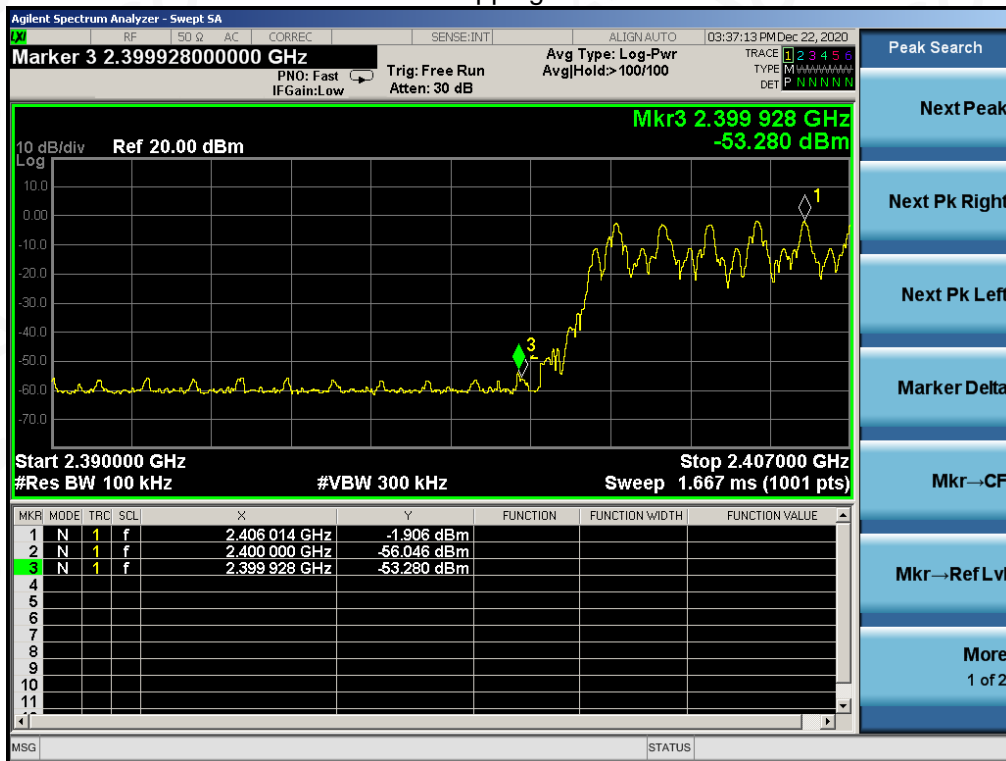 pping
Agilent Spectrum Analyzer - Swept SA
LXI RF 50 Ω AC CORREC SENSE:INT ALIGN AUTO 03:37:13 PM Dec 22, 2020
Marker 3 2.399928000000 GHz
PNO: Fast
IFGain:Low
Trig: Free Run
Atten: 30 dB
Avg Type: Log-Pwr
Avg|Hold:>100/100
TRACE 1 2 3 4 5 6
TYPE M
DET P N N N N N
Peak Search
Mkr3 2.399 928 GHz
-53.280 dBm
10 dB/div Ref 20.00 dBm
Log
10.0
0.00
-10.0
-20.0
-30.0
-40.0
-50.0
-60.0
-70.0
1
3
Start 2.390000 GHz Stop 2.407000 GHz
#Res BW 100 kHz #VBW 300 kHz Sweep 1.667 ms (1001 pts)
MKR MODE TRC SCL X Y FUNCTION FUNCTION WIDTH FUNCTION VALUE
1 N 1 f 2.406 014 GHz -1.906 dBm
2 N 1 f 2.400 000 GHz -56.046 dBm
3 N 1 f 2.399 928 GHz -53.280 dBm
4
5
6
7
8
9
10
11
MSG STATUS
Next Peak
Next Pk Right
Next Pk Left
Marker Delta
Mkr→CF
Mkr→Ref Lvl
More
1 of 2